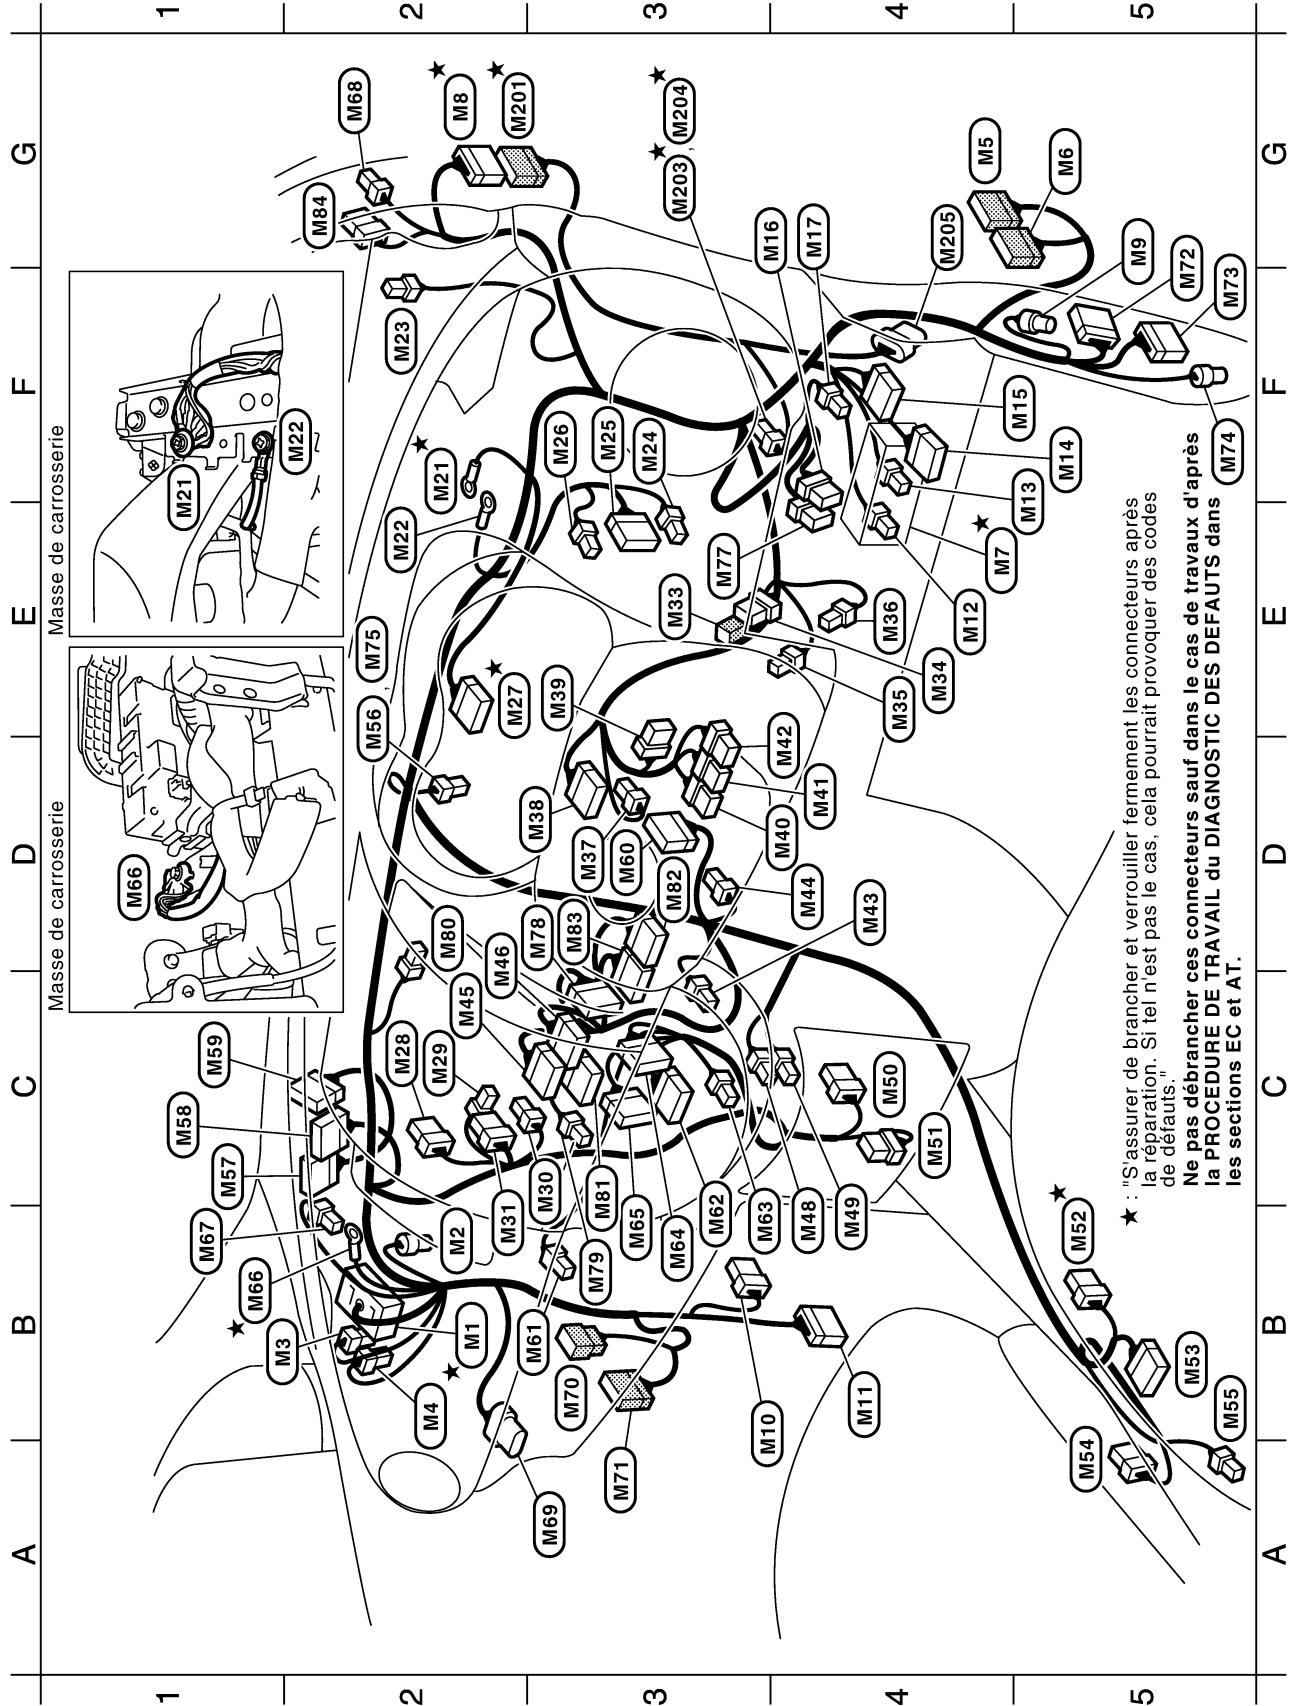 A B C D E F G
1
2
3
4
5
Masse de carrosserie
M66
Masse de carrosserie
M21
M22
M59
M58
M57
M67
★ M66
M3
M4
M1 ★
M2
M69
M61
M70
M71
M10
M11
M31
M30
M79
M81
M65
M64
M62
M63
M48
M49
M51
M50
M28
M29
M45
M46
M80
M78
M83
M82
M60
M37
M38
M43
M44
M40
M41
M42
M39
M56 , M75
M27 ★
M22
M21 ★
M23
M26
M25
M24
M33
M77
M36
M35
M34
M12
M7 ★
M13
M14
M15
M16
M17
M203 ★ , M204 ★
M84
M68
M8 ★
M201 ★
M205
M5
M6
M9
M72
M73
M74
M52 ★
M53
M54
M55
★ : "S'assurer de brancher et verrouiller fermement les connecteurs après
la réparation. Si tel n'est pas le cas, cela pourrait provoquer des codes
de défauts."
Ne pas débrancher ces connecteurs sauf dans le cas de travaux d'après
la PROCEDURE DE TRAVAIL du DIAGNOSTIC DES DEFAUTS dans
les sections EC et AT.
A B C D E F G
1
2
3
4
5